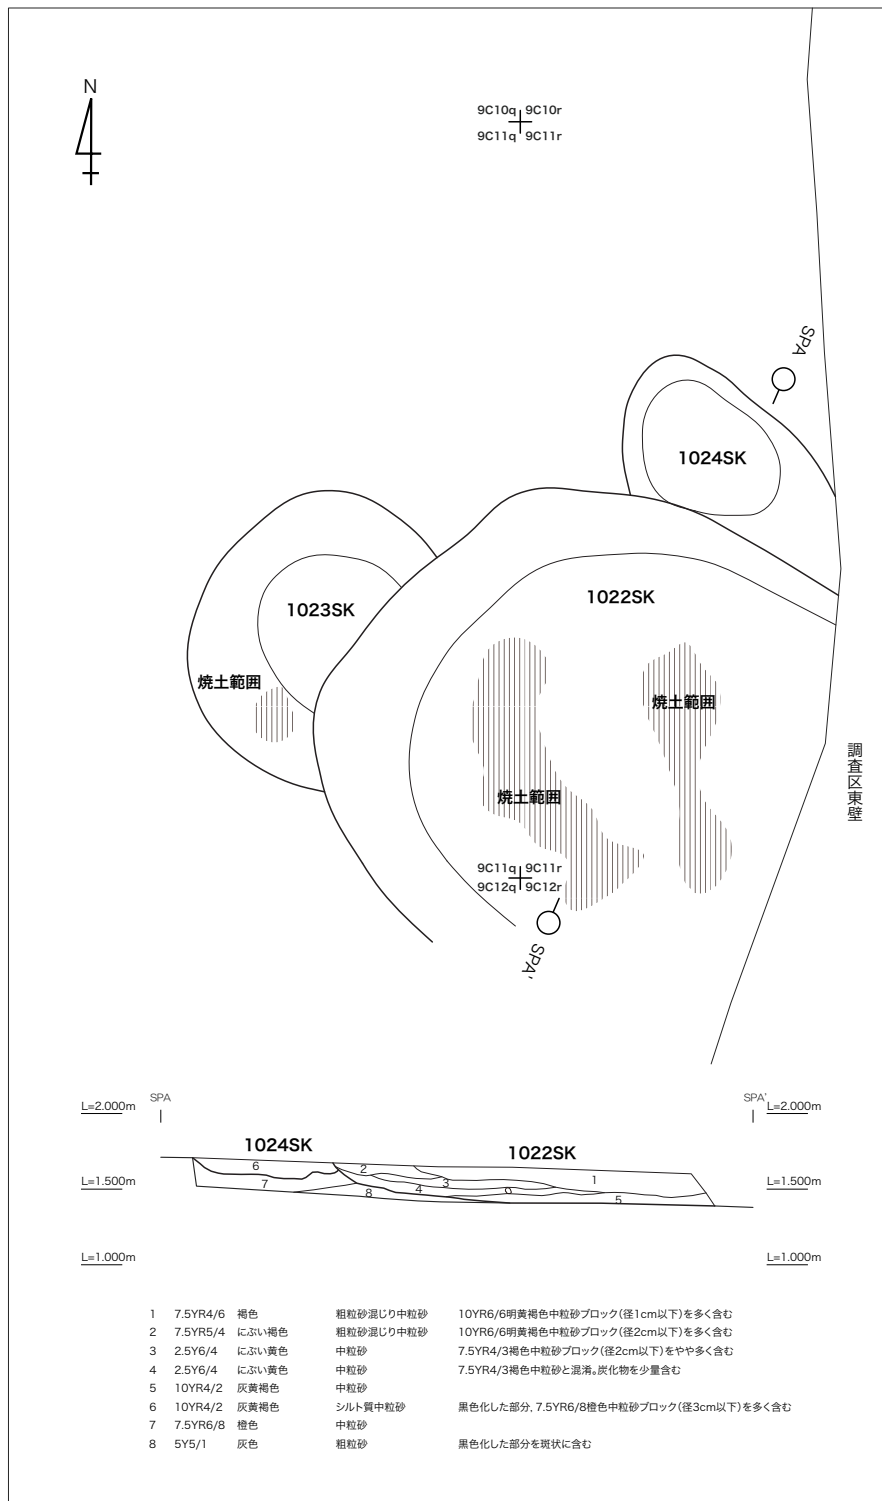 N
9C10q 9C10r
9C11q 9C11r
SPA
1024SK
1022SK
1023SK
焼土範囲
焼土範囲
調査区東壁
焼土範囲
9C11q 9C11r
9C12q 9C12r
SPA'
SPA
SPA'
L=2.000m
L=2.000m
1024SK
1022SK
6
2
1
7
3
8
4
5
L=1.500m
L=1.500m
L=1.000m
L=1.000m
1 7.5YR4/6 褐色 粗粒砂混じり中粒砂 10YR6/6明黄褐色中粒砂ブロック(径1cm以下)を多く含む
2 7.5YR5/4 にぶい褐色 粗粒砂混じり中粒砂 10YR6/6明黄褐色中粒砂ブロック(径2cm以下)を多く含む
3 2.5Y6/4 にぶい黄色 中粒砂 7.5YR4/3褐色中粒砂ブロック(径2cm以下)をやや多く含む
4 2.5Y6/4 にぶい黄色 中粒砂 7.5YR4/3褐色中粒砂と混淆。炭化物を少量含む
5 10YR4/2 灰黄褐色 中粒砂
6 10YR4/2 灰黄褐色 シルト質中粒砂 黒色化した部分, 7.5YR6/8橙色中粒砂ブロック(径3cm以下)を多く含む
7 7.5YR6/8 橙色 中粒砂
8 5Y5/1 灰色 粗粒砂 黒色化した部分を斑状に含む